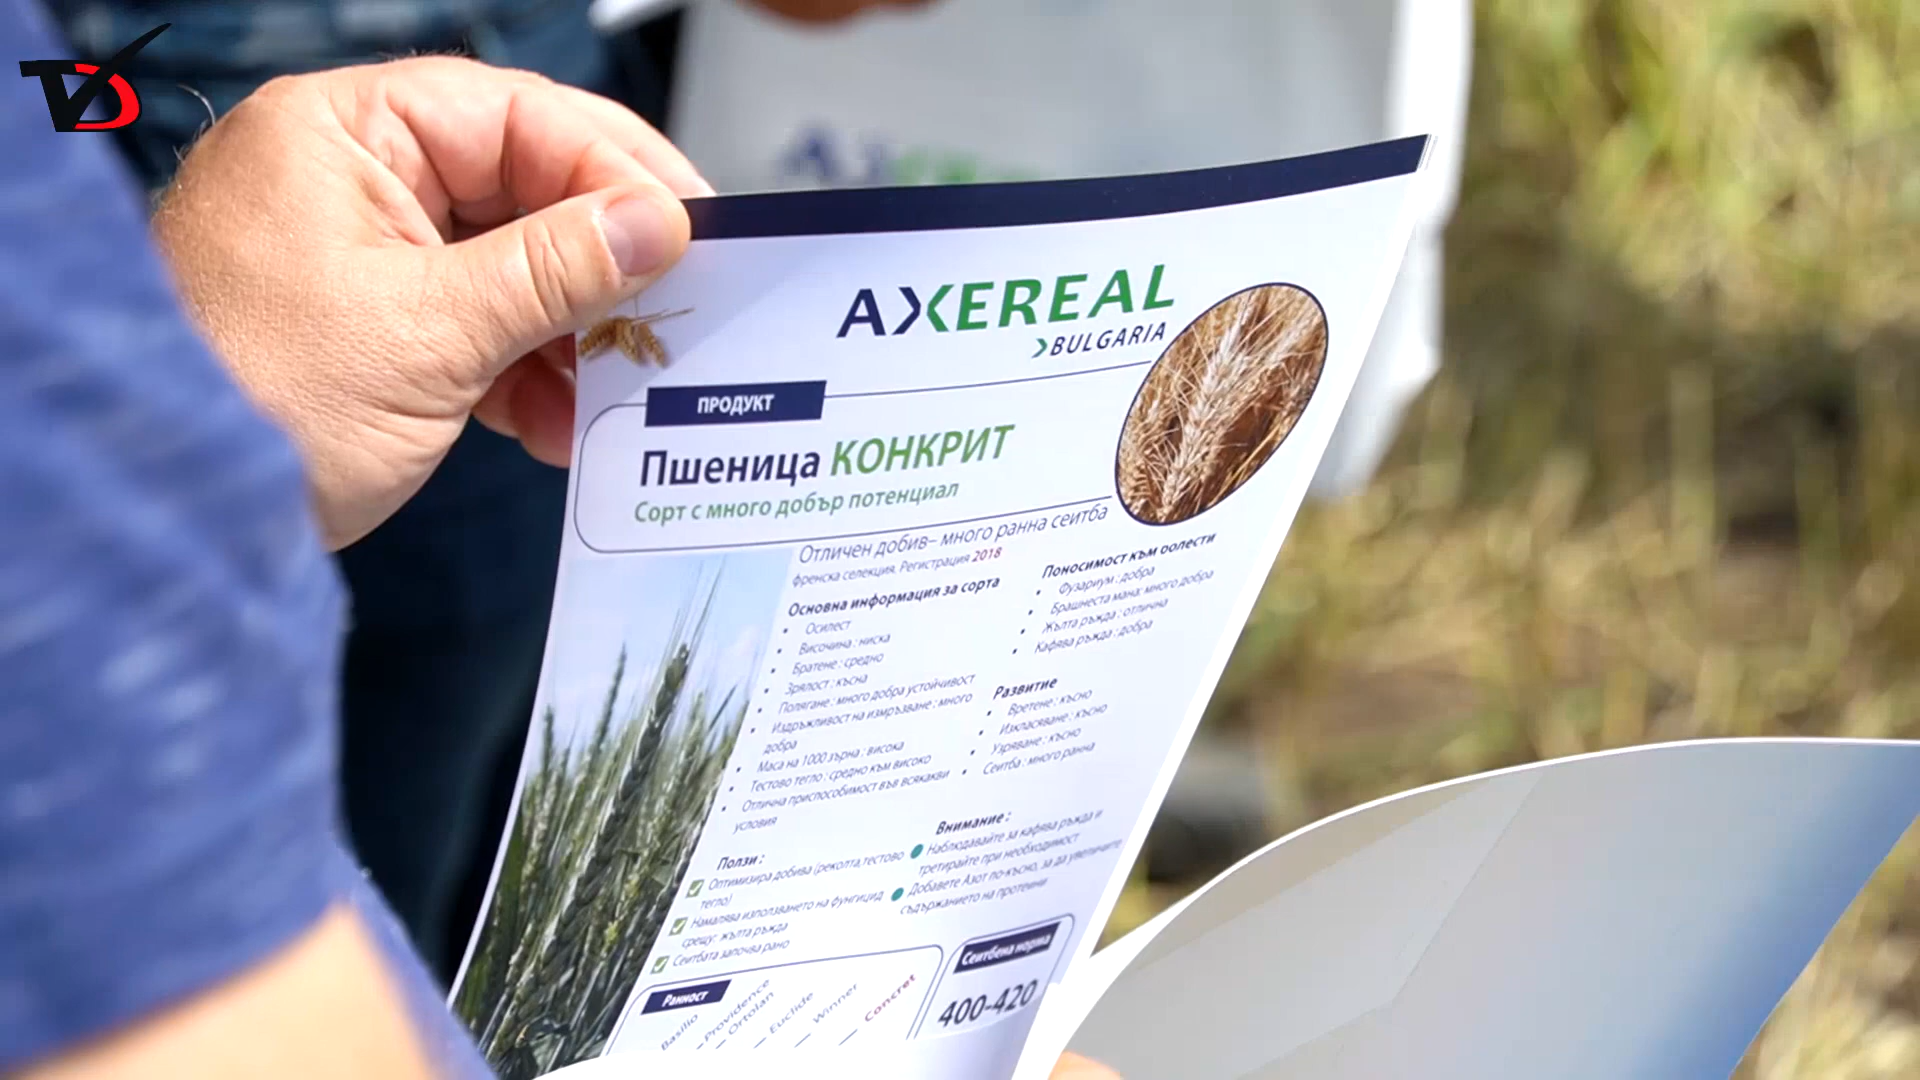 TV
AXEREAL
>BULGARIA
ПРОДУКТ
Пшеница КОНКРИТ
Сорт с много добър потенциал
Отличен добив– много ранна сеитба
френска селекция. Регистрация 2018
Основна информация за сорта
• Осилест
• Височина : ниска
• Братене : средно
• Зрялост : късна
• Полягане : много добра устойчивост
• Издръжливост на измръзване : много
добра
• Маса на 1000 зърна : висока
• Тестово тегло : средно към високо
• Отлична приспособимост във всякакви
условия
Поносимост към болести
• Фузариум : добра
• Брашнеста мана: много добра
• Жълта ръжда : отлична
• Кафява ръжда : добра
Развитие
• Вретене : късно
• Изкласяване : късно
• Узряване : късно
• Сеитба : много ранна
Ползи :
Оптимизира добива (реколта,тестово
тегло)
Намалява използването на фунгицид
срещу: жълта ръжда
Сеитбата започва рано
Внимание :
Наблюдавайте за кафява ръжда и
третирайте при необходимост
Добавете Азот по-късно, за да увеличите
съдържанието на протеини
Ранност
Basilio
Providence
Ortolan
Euclide
Winner
Concret
Сеитбена норма
400-420